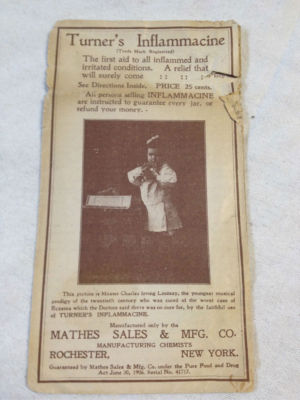 Turner's Inflammacine
(Trade Mark Registered)
The first aid to all inflamed and
irritated conditions. A relief that
will surely come : : : :
See Directions Inside. PRICE 25 cents.
All persons selling INFLAMMACINE
are instructed to guarantee every jar, or
refund your money.
This picture is Master Charles Irving Lindsay, the youngest musical
prodigy of the twentieth century who was cured of the worst case of
Eczema which the Doctors said there was no cure for, by the faithful use
of TURNER'S INFLAMMACINE.
Manufactured only by the
MATHES SALES & MFG. CO.
MANUFACTURING CHEMISTS
ROCHESTER, NEW YORK.
Guaranteed by Mathes Sales & Mfg. Co. under the Pure Food and Drug
Act June 30, 1906. Serial No. 41717.